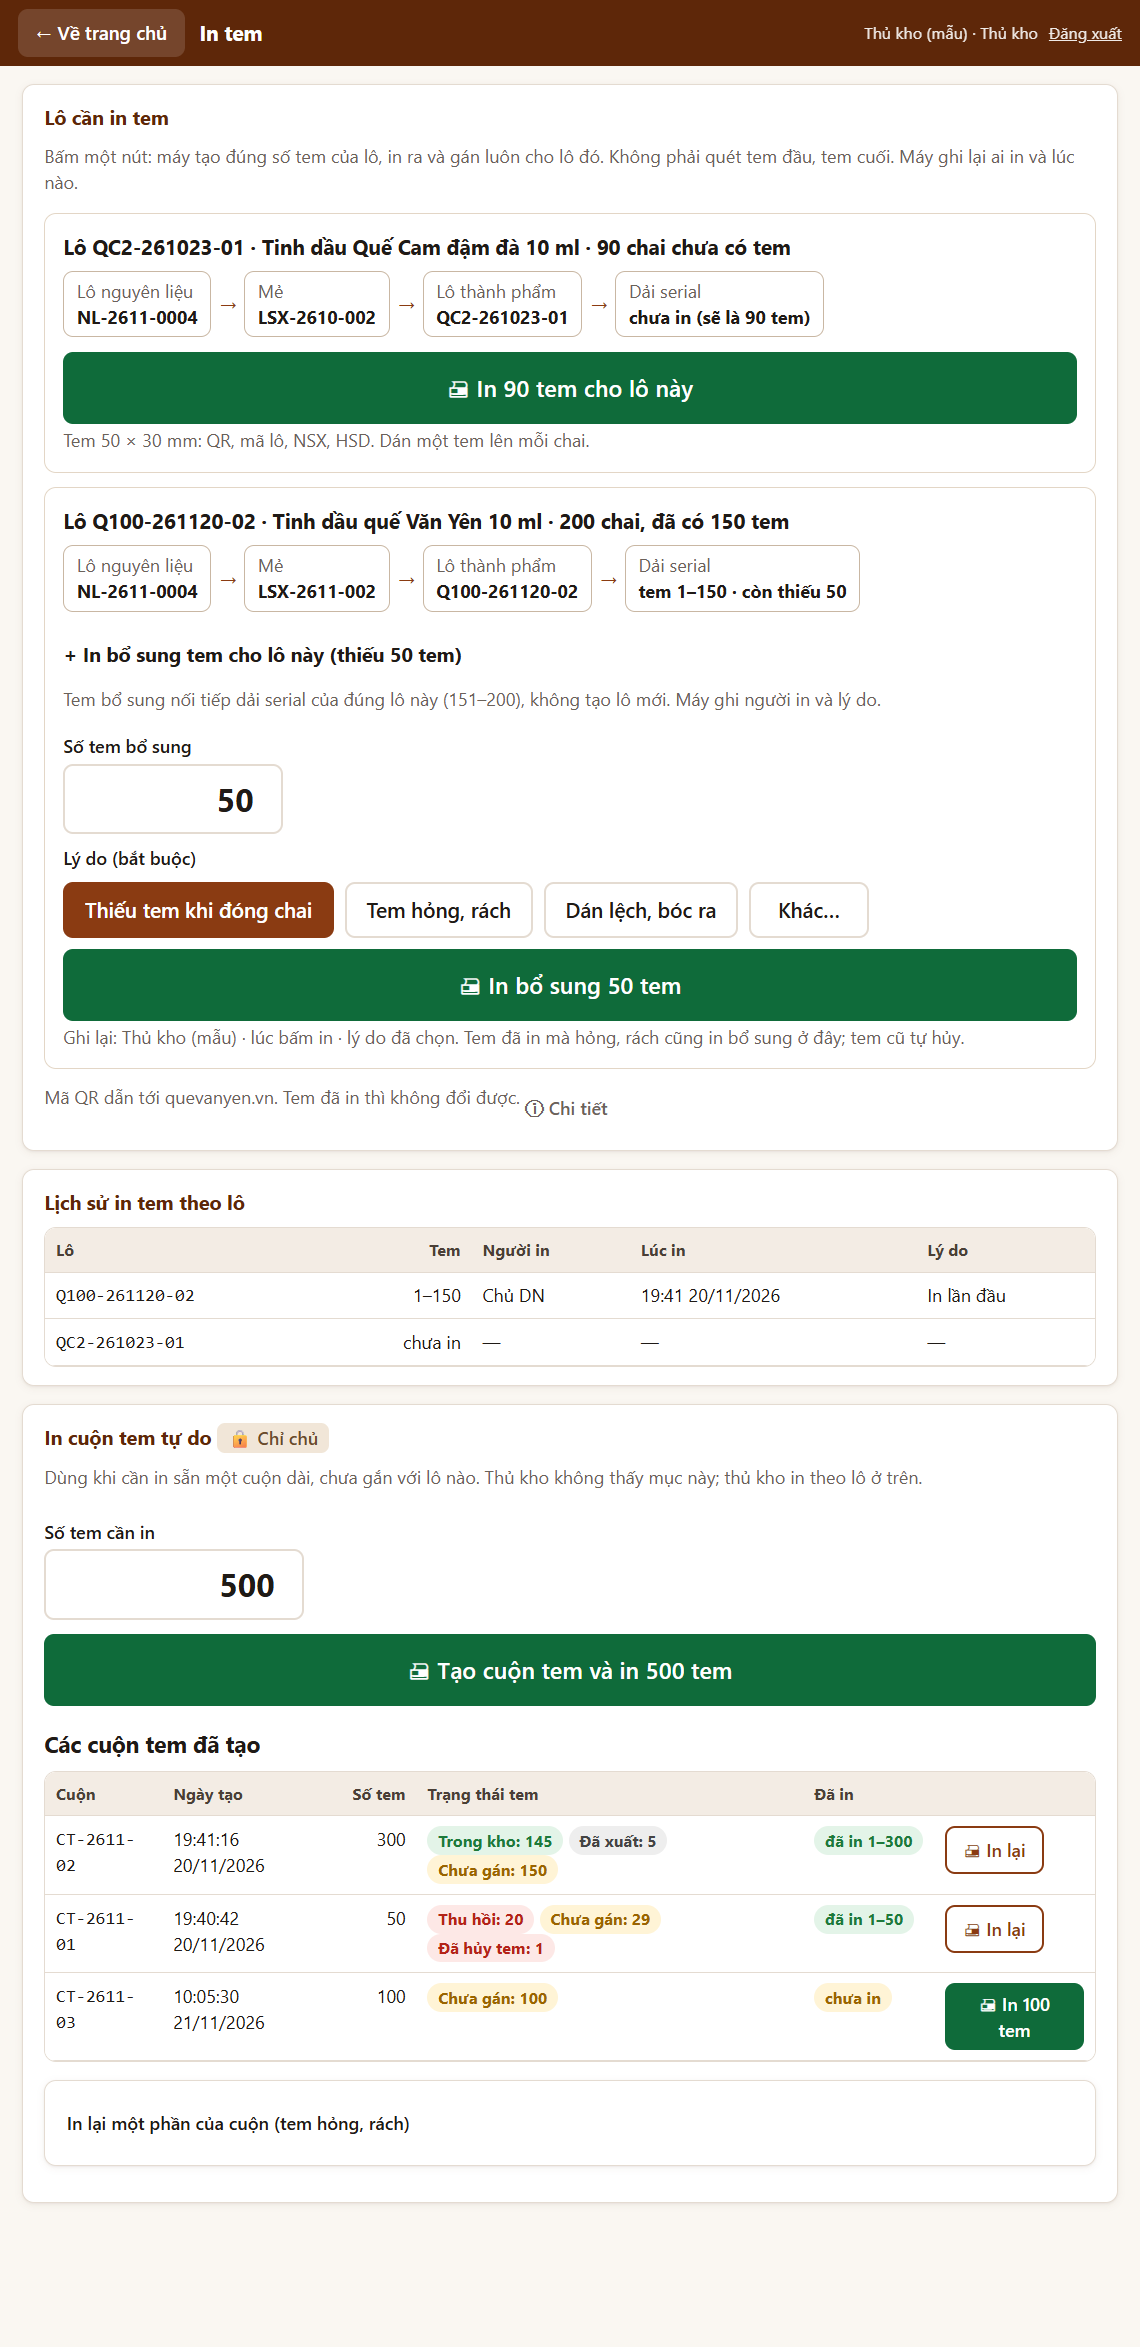 ← Về trang chủ
In tem
Thủ kho (mẫu) · Thủ kho Đăng xuất
Lô cần in tem
Bấm một nút: máy tạo đúng số tem của lô, in ra và gán luôn cho lô đó. Không phải quét tem đầu, tem cuối. Máy ghi lại ai in và lúc
nào.
Lô QC2-261023-01 · Tinh dầu Quế Cam đậm đà 10 ml · 90 chai chưa có tem
Lô nguyên liệu
NL-2611-0004
→
Mẻ
LSX-2610-002
→
Lô thành phẩm
QC2-261023-01
→
Dải serial
chưa in (sẽ là 90 tem)
In 90 tem cho lô này
Tem 50 × 30 mm: QR, mã lô, NSX, HSD. Dán một tem lên mỗi chai.
Lô Q100-261120-02 · Tinh dầu quế Văn Yên 10 ml · 200 chai, đã có 150 tem
Lô nguyên liệu
NL-2611-0004
→
Mẻ
LSX-2611-002
→
Lô thành phẩm
Q100-261120-02
→
Dải serial
tem 1–150 · còn thiếu 50
+ In bổ sung tem cho lô này (thiếu 50 tem)
Tem bổ sung nối tiếp dải serial của đúng lô này (151–200), không tạo lô mới. Máy ghi người in và lý do.
Số tem bổ sung
50
Lý do (bắt buộc)
Thiếu tem khi đóng chai
Tem hỏng, rách
Dán lệch, bóc ra
Khác...
In bổ sung 50 tem
Ghi lại: Thủ kho (mẫu) · lúc bấm in · lý do đã chọn. Tem đã in mà hỏng, rách cũng in bổ sung ở đây; tem cũ tự hủy.
Mã QR dẫn tới quevanyen.vn. Tem đã in thì không đổi được. ⓘ Chi tiết
Lịch sử in tem theo lô
Lô Tem Người in Lúc in Lý do
Q100-261120-02 1–150 Chủ DN 19:41 20/11/2026 In lần đầu
QC2-261023-01 chưa in — — —
In cuộn tem tự do 🔒 Chỉ chủ
Dùng khi cần in sẵn một cuộn dài, chưa gắn với lô nào. Thủ kho không thấy mục này; thủ kho in theo lô ở trên.
Số tem cần in
500
Tạo cuộn tem và in 500 tem
Các cuộn tem đã tạo
Cuộn Ngày tạo Số tem Trạng thái tem Đã in
CT-2611-02 19:41:16 20/11/2026 300 Trong kho: 145 Đã xuất: 5 Chưa gán: 150 đã in 1–300 In lại
CT-2611-01 19:40:42 20/11/2026 50 Thu hồi: 20 Chưa gán: 29 Đã hủy tem: 1 đã in 1–50 In lại
CT-2611-03 10:05:30 21/11/2026 100 Chưa gán: 100 chưa in In 100 tem
In lại một phần của cuộn (tem hỏng, rách)